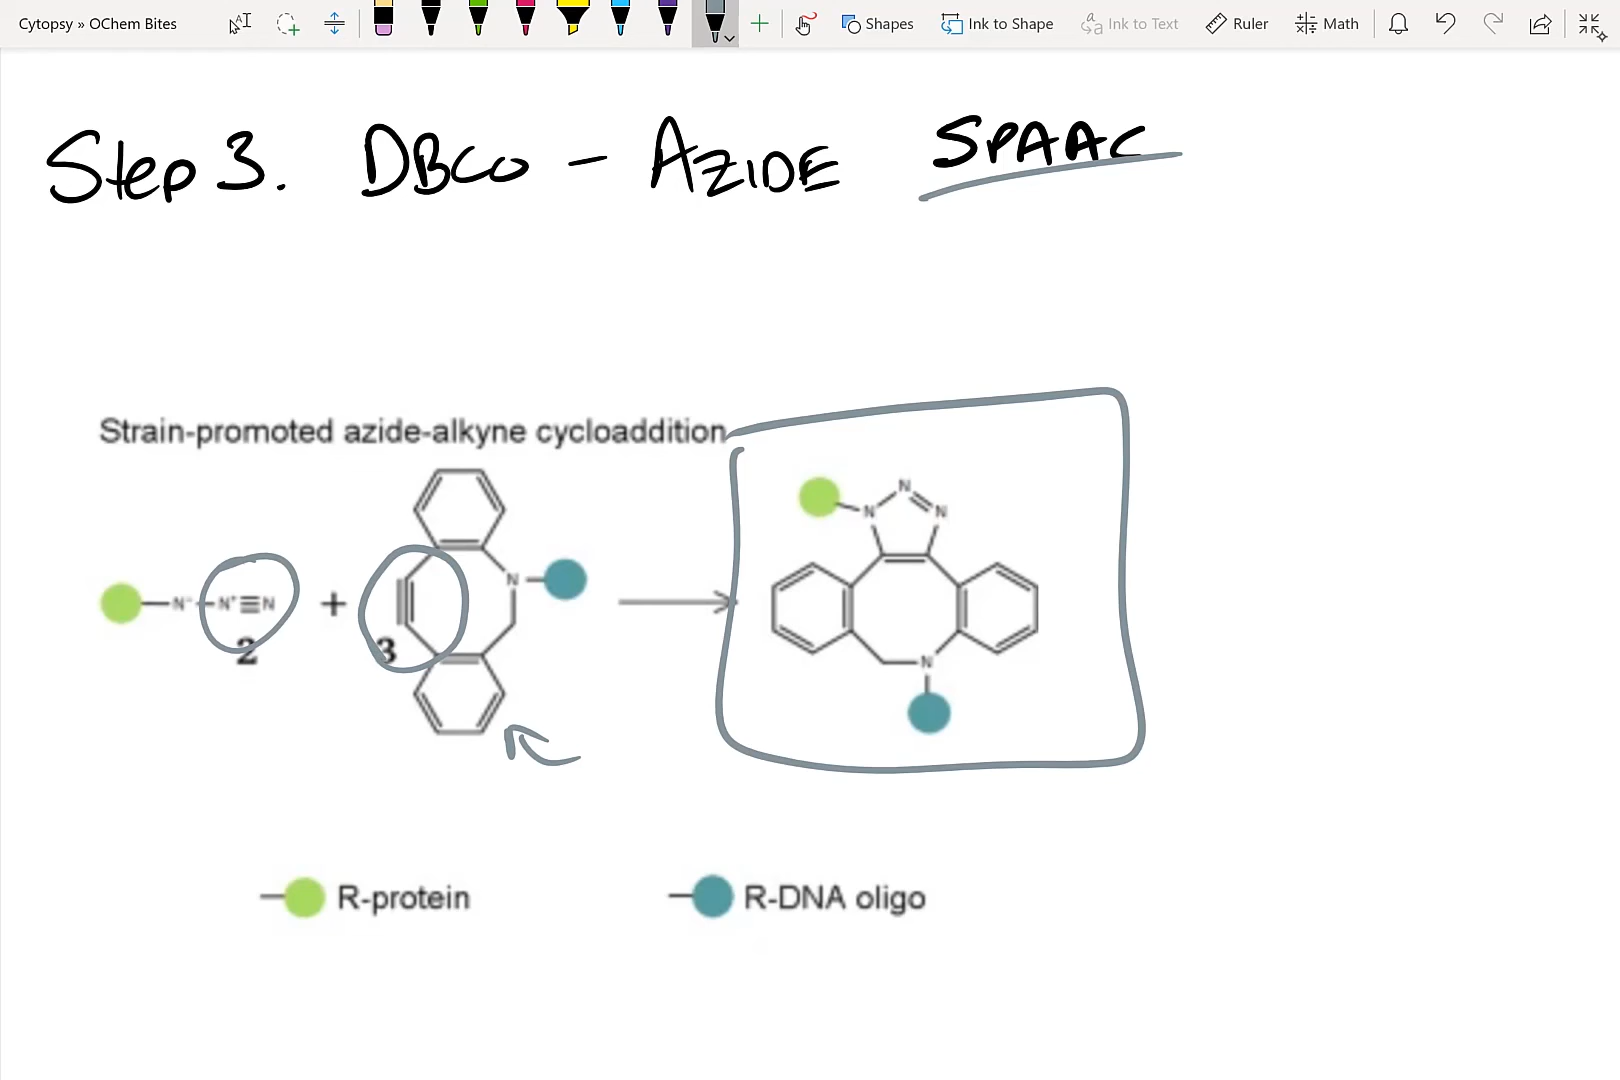 Cytopsy » OChem Bites
Shapes
Ink to Shape
Ink to Text
Ruler
Math
Step 3. DBCO - AZIDE SPAAC
Strain-promoted azide-alkyne cycloaddition
N⁻ N⁺ N
2
+
3
N
N
N
N
N
R-protein
R-DNA oligo